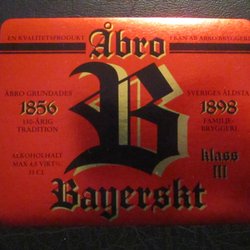 EN KVALITETSPRODUKT
FRÅN AB ÅBRO BRYGGERI
Åbro
B
ÅBRO GRUNDADES
1856
150-ÅRIG
TRADITION
SVERIGES ÄLDSTA
1898
FAMILJE-
BRYGGERI
ALKOHOLHALT
MAX 4,5 VIKT%
33 CL
klass
III
Bayerskt